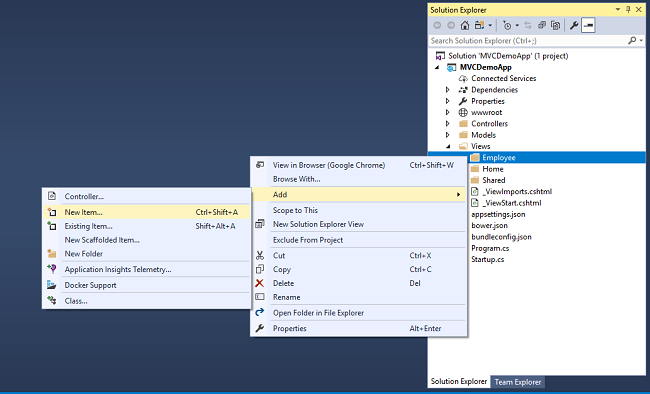 Solution Explorer
Search Solution Explorer (Ctrl+;)
Solution 'MVCDemoApp' (1 project)
MVCDemoApp
Connected Services
Dependencies
Properties
wwwroot
Controllers
Models
Views
Employee
Home
Shared
_ViewImports.cshtml
_ViewStart.cshtml
appsettings.json
bower.json
bundleconfig.json
Program.cs
Startup.cs
View in Browser (Google Chrome) Ctrl+Shift+W
Browse With...
Add
Scope to This
New Solution Explorer View
Exclude From Project
Cut Ctrl+X
Copy Ctrl+C
Delete Del
Rename
Open Folder in File Explorer
Properties Alt+Enter
Controller...
New Item... Ctrl+Shift+A
Existing Item... Shift+Alt+A
New Scaffolded Item...
New Folder
Application Insights Telemetry...
Docker Support
Class...
Solution Explorer Team Explorer